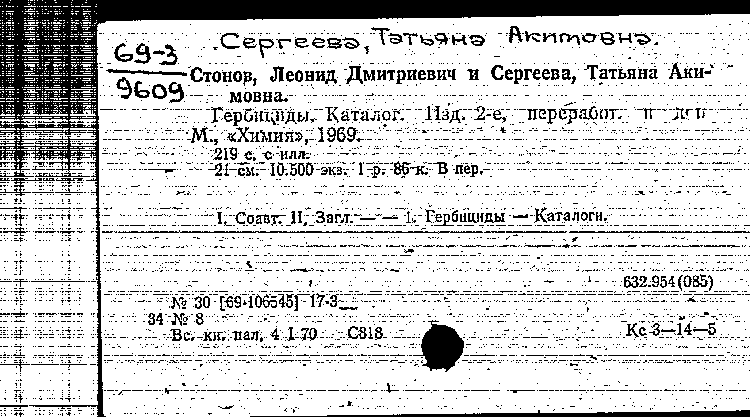 Сергеева, Татьяна Акимовна.
69-3
9609
Стонов, Леонид Дмитриевич и Сергеева, Татьяна Аки-
мовна.
Гербициды. Каталог. Изд. 2-е, переработ. и доп
М., «Химия», 1969.
219 с. с илл.
21 см. 10.500 экз. 1 р. 86 к. В пер.
I. Соавт. II. Загл. — — 1. Гербициды — Каталоги.
632.954(085)
№ 30 [69-106545] 17-3
34 № 8
Вс. кн. пал. 4 I 70 С818
Кс 3—14—5